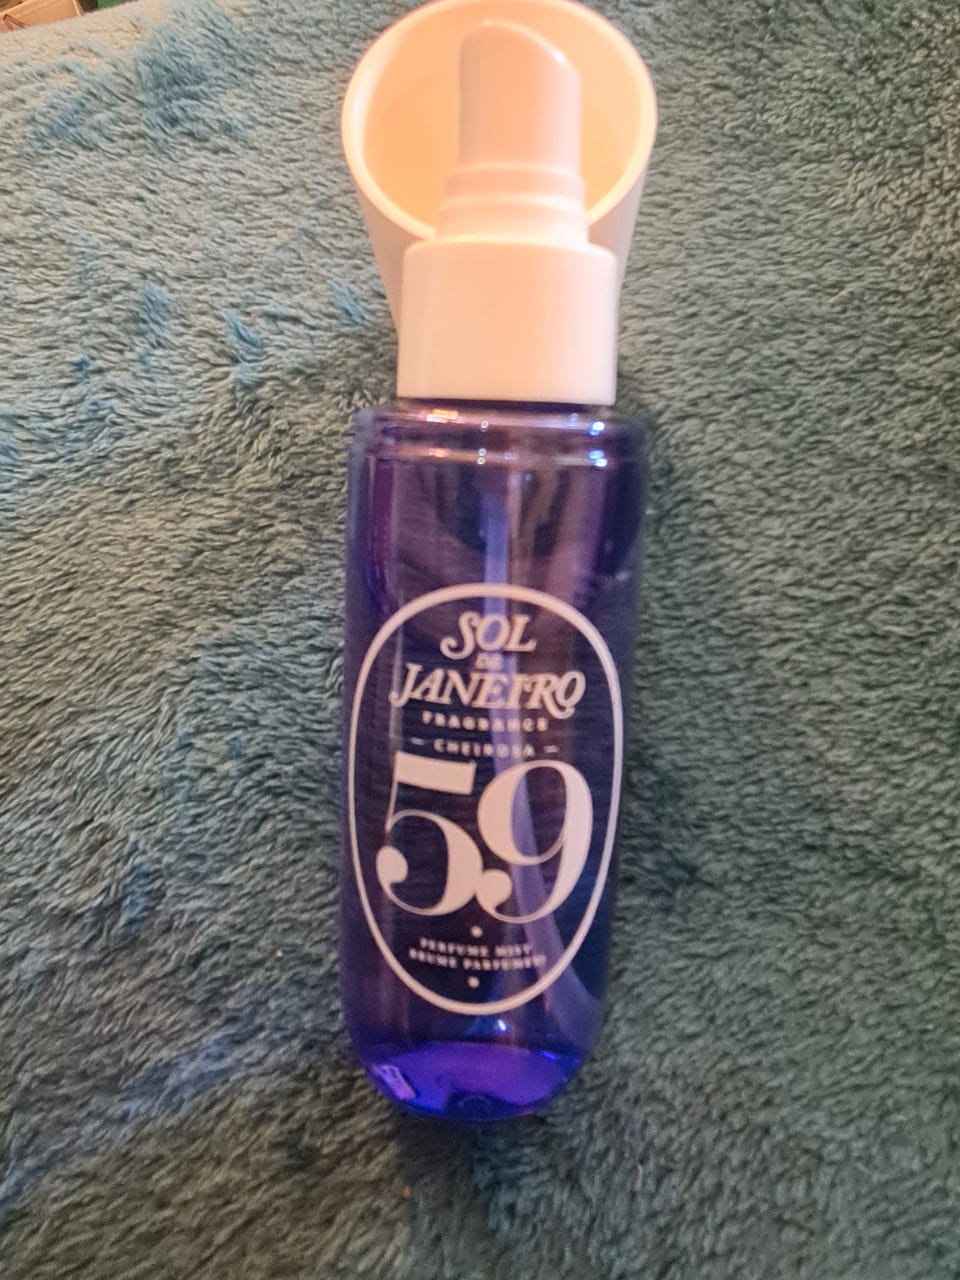 SOL
DE
JANEIRO
FRAGRANCE
— CHEIROSA —
59
PERFUME MIST
BRUME PARFUMÉE